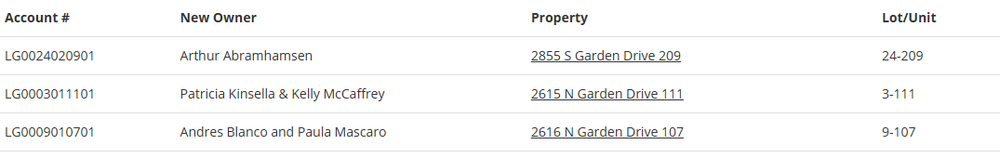 Account # New Owner Property Lot/Unit
LG0024020901 Arthur Abramhamsen 2855 S Garden Drive 209 24-209
LG0003011101 Patricia Kinsella & Kelly McCaffrey 2615 N Garden Drive 111 3-111
LG0009010701 Andres Blanco and Paula Mascaro 2616 N Garden Drive 107 9-107